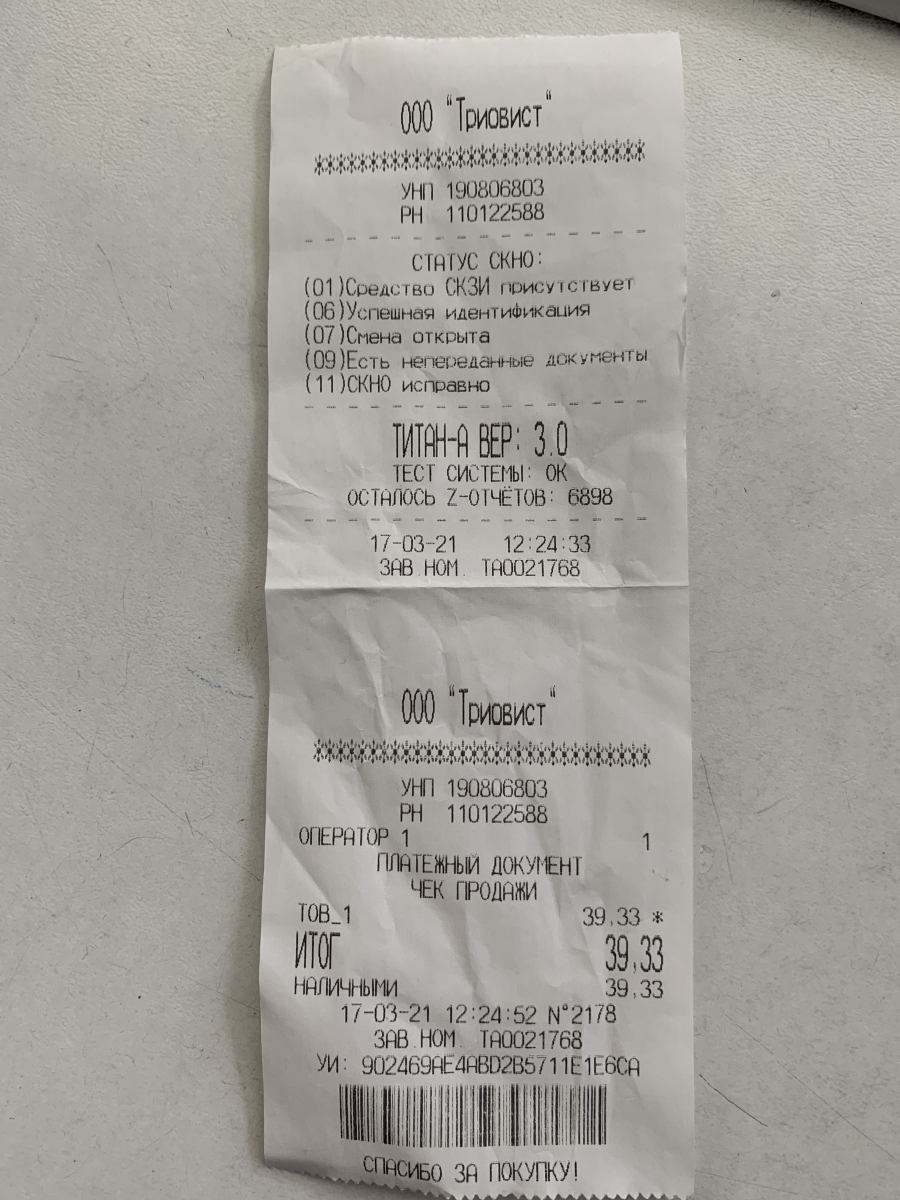 ООО "Триовист"
УНП 190806803
РН 110122588
СТАТУС СКНО:
(01)Средство СКЗИ присутствует
(06)Успешная идентификация
(07)Смена открыта
(09)Есть непереданные документы
(11)СКНО исправно
ТИТАН-А ВЕР: 3.0
ТЕСТ СИСТЕМЫ: ОК
ОСТАЛОСЬ Z-ОТЧЁТОВ: 6898
17-03-21 12:24:33
ЗАВ.НОМ. ТА0021768
ООО "Триовист"
УНП 190806803
РН 110122588
ОПЕРАТОР 1 1
ПЛАТЕЖНЫЙ ДОКУМЕНТ
ЧЕК ПРОДАЖИ
ТОВ_1 39,33 *
ИТОГ 39,33
НАЛИЧНЫМИ 39,33
17-03-21 12:24:52 N°2178
ЗАВ.НОМ. ТА0021768
УИ: 902469AE4ABD2B5711E1E6CA
СПАСИБО ЗА ПОКУПКУ!